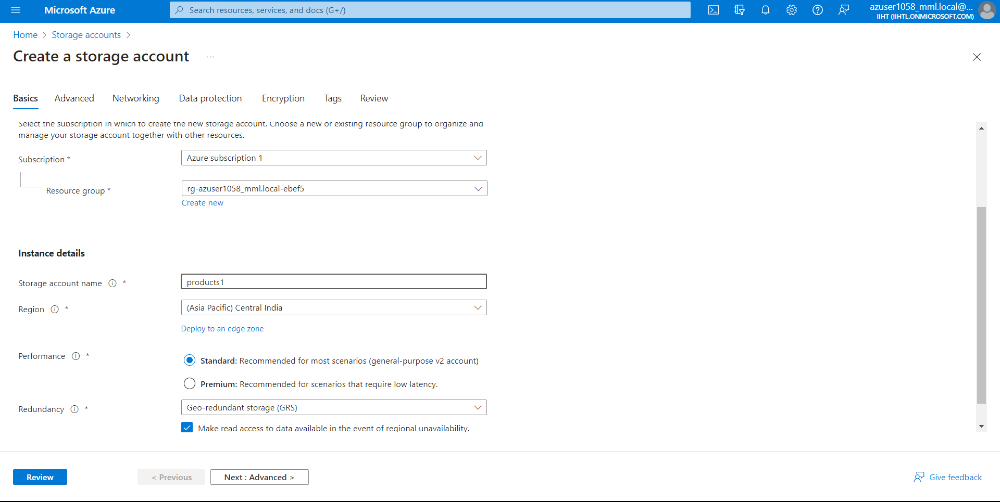 Microsoft Azure
Search resources, services, and docs (G+/)
azuser1058_mml.local@...
IIHT (IIHTL.ONMICROSOFT.COM)
Home > Storage accounts >
Create a storage account ...
Basics Advanced Networking Data protection Encryption Tags Review
Select the subscription in which to create the new storage account. Choose a new or existing resource group to organize and
manage your storage account together with other resources.
Subscription * Azure subscription 1
Resource group * rg-azuser1058_mml.local-ebef5
Create new
Instance details
Storage account name * products1
Region * (Asia Pacific) Central India
Deploy to an edge zone
Performance * Standard: Recommended for most scenarios (general-purpose v2 account)
Premium: Recommended for scenarios that require low latency.
Redundancy * Geo-redundant storage (GRS)
Make read access to data available in the event of regional unavailability.
Review < Previous Next : Advanced > Give feedback